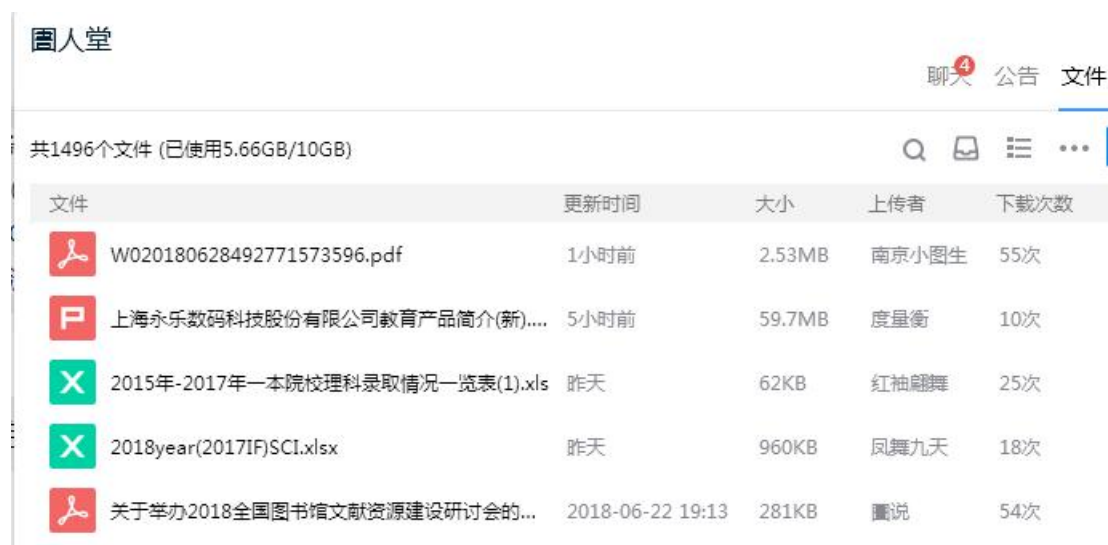 圕人堂
聊天 4 公告 文件
共1496个文件 (已使用5.66GB/10GB)
文件 更新时间 大小 上传者 下载次数
W020180628492771573596.pdf 1小时前 2.53MB 南京小图生 55次
上海永乐数码科技股份有限公司教育产品简介(新).... 5小时前 59.7MB 度量衡 10次
2015年-2017年一本院校理科录取情况一览表(1).xls 昨天 62KB 红袖翩舞 25次
2018year(2017IF)SCI.xlsx 昨天 960KB 凤舞九天 18次
关于举办2018全国图书馆文献资源建设研讨会的... 2018-06-22 19:13 281KB 圕说 54次